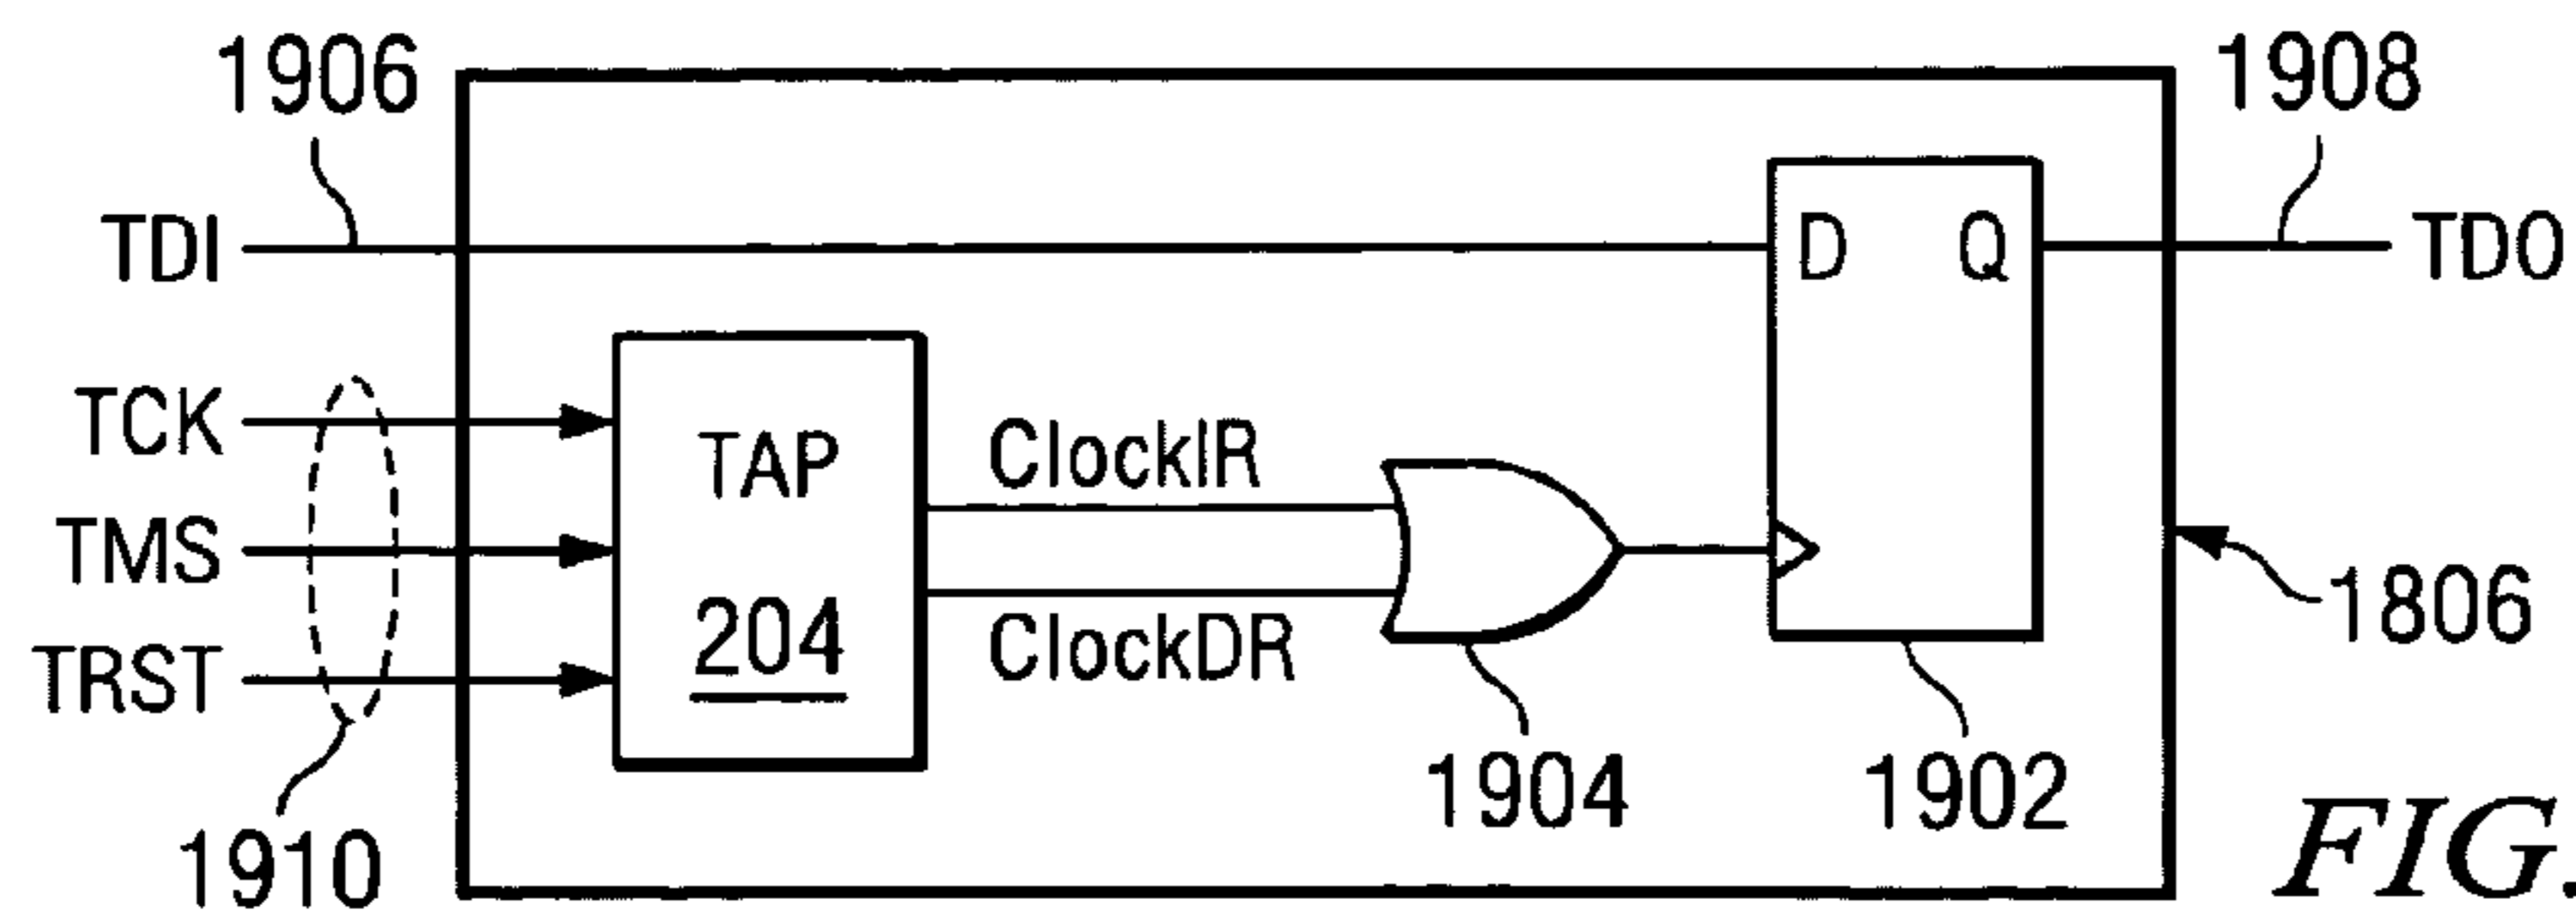 1906
1908
TDI
D
Q
TDO
TCK
TAP
ClockIR
TMS
204
1806
TRST
ClockDR
1904
1902
1910
FIG.